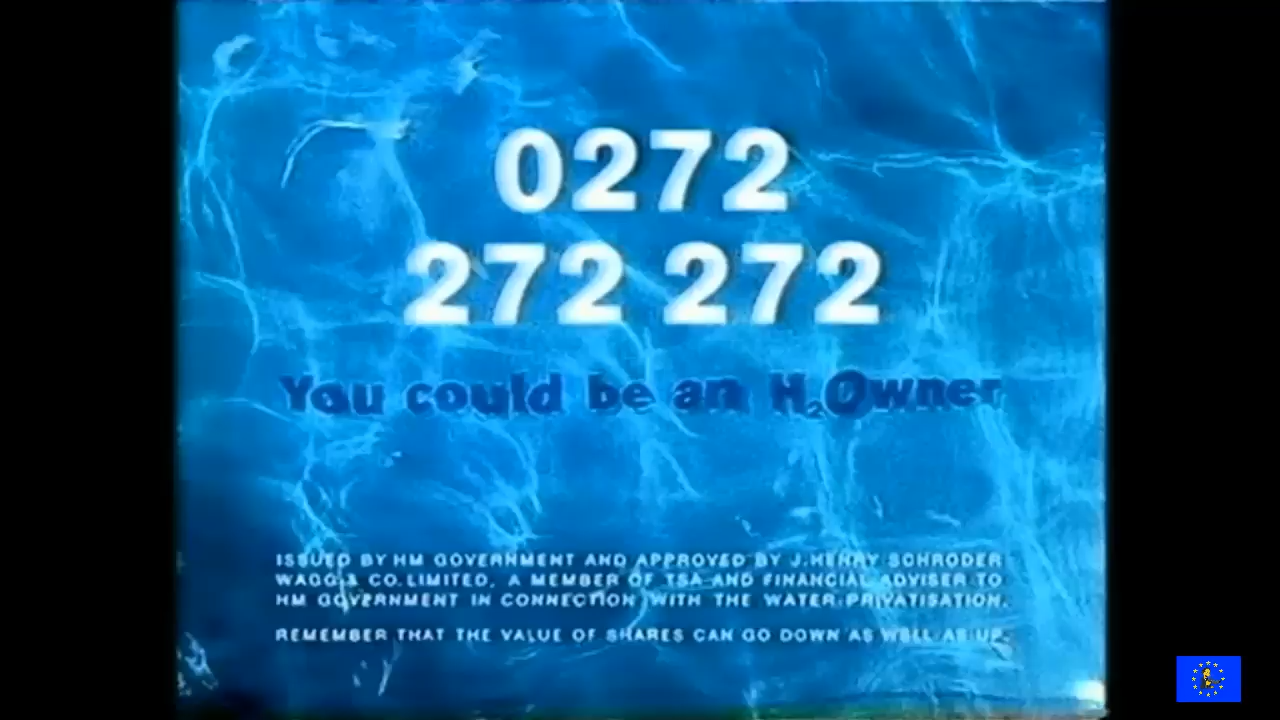 0272
272 272
You could be an H₂Owner
ISSUED BY HM GOVERNMENT AND APPROVED BY J.HENRY SCHRODER
WAGG & CO.LIMITED, A MEMBER OF TSA AND FINANCIAL ADVISER TO
HM GOVERNMENT IN CONNECTION WITH THE WATER PRIVATISATION.
REMEMBER THAT THE VALUE OF SHARES CAN GO DOWN AS WELL AS UP.